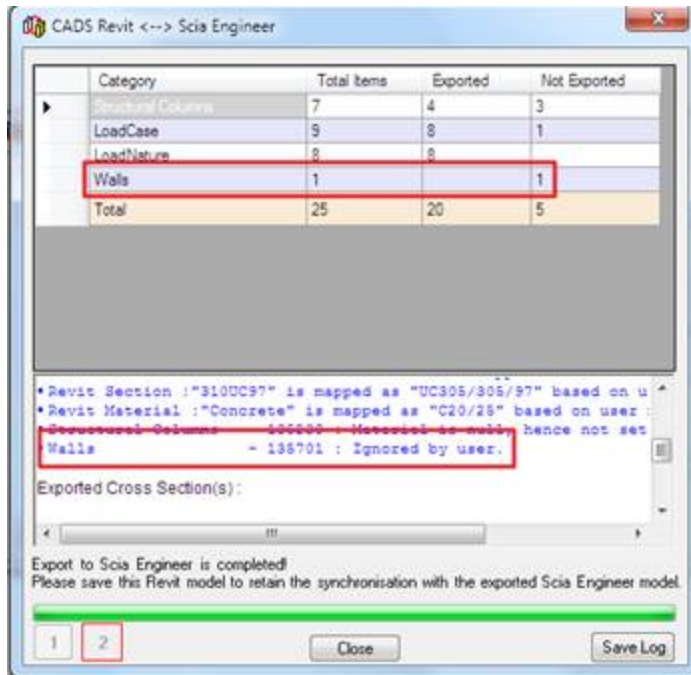 CADS Revit <--> Scia Engineer
Category Total Items Exported Not Exported
Structural Columns 7 4 3
LoadCase 9 8 1
LoadNature 8 8
Walls 1 1
Total 25 20 5
•Revit Section :"310UC97" is mapped as "UC305/305/97" based on u
•Revit Material :"Concrete" is mapped as "C20/25" based on user
•Structural Columns - : Material is null, hence not set
•Walls - 135701 : Ignored by user.
Exported Cross Section(s) :
Export to Scia Engineer is completed!
Please save this Revit model to retain the synchronisation with the exported Scia Engineer model.
1 2 Close Save Log